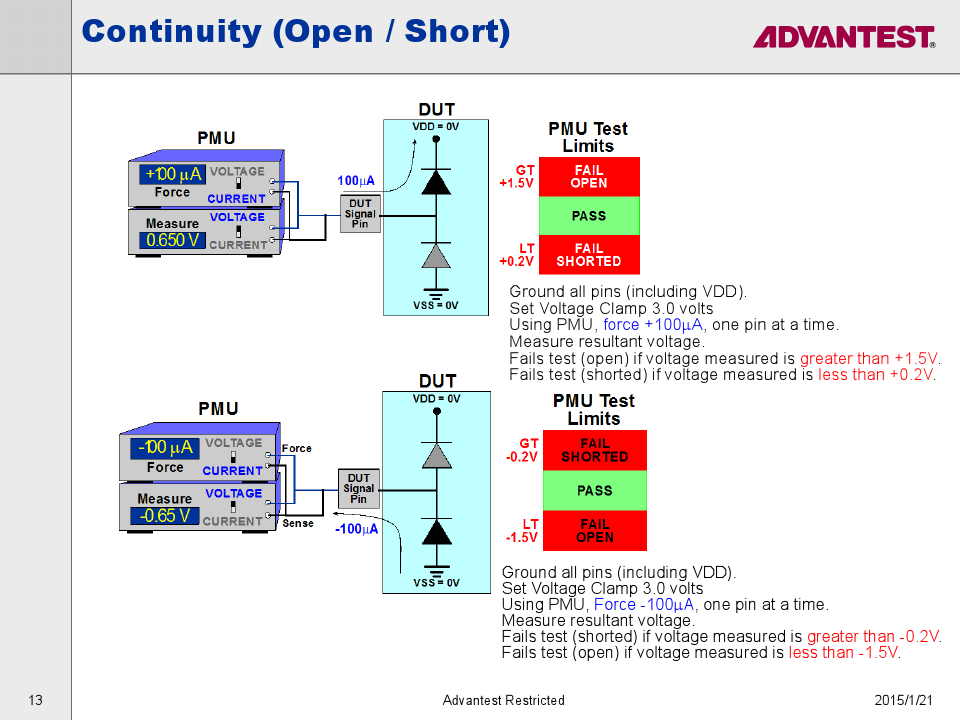 Continuity (Open / Short)
ADVANTEST®
DUT
VDD = 0V
PMU
+100 µA
VOLTAGE
Force
CURRENT
Measure
VOLTAGE
0.650 V
CURRENT
100µA
DUT
Signal
Pin
VSS = 0V
PMU Test
Limits
GT
+1.5V
FAIL
OPEN
PASS
LT
+0.2V
FAIL
SHORTED
Ground all pins (including VDD).
Set Voltage Clamp 3.0 volts
Using PMU, force +100µA, one pin at a time.
Measure resultant voltage.
Fails test (open) if voltage measured is greater than +1.5V.
Fails test (shorted) if voltage measured is less than +0.2V.
DUT
VDD = 0V
PMU
-100 µA
VOLTAGE
Force
CURRENT
Force
Measure
VOLTAGE
-0.65 V
CURRENT
Sense
DUT
Signal
Pin
-100µA
VSS = 0V
PMU Test
Limits
GT
-0.2V
FAIL
SHORTED
PASS
LT
-1.5V
FAIL
OPEN
Ground all pins (including VDD).
Set Voltage Clamp 3.0 volts
Using PMU, Force -100µA, one pin at a time.
Measure resultant voltage.
Fails test (shorted) if voltage measured is greater than -0.2V.
Fails test (open) if voltage measured is less than -1.5V.
13
Advantest Restricted
2015/1/21